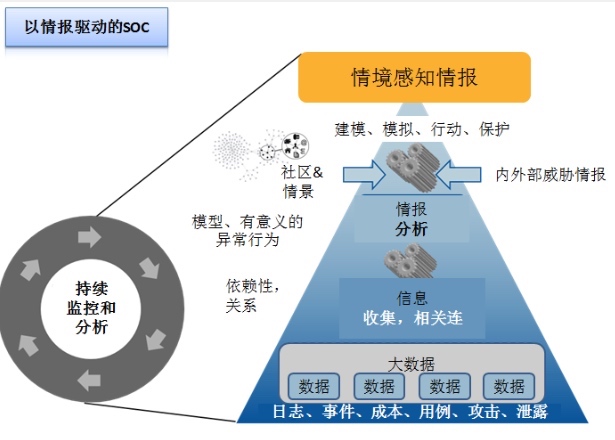 以情报驱动的SOC
情境感知情报
建模、模拟、行动、保护
社区&
情景
内外部威胁情报
情报
分析
模型、有意义的
异常行为
持续
监控和
分析
依赖性，
关系
信息
收集，相关连
大数据
数据 数据 数据 数据
日志、事件、成本、用例、攻击、泄露